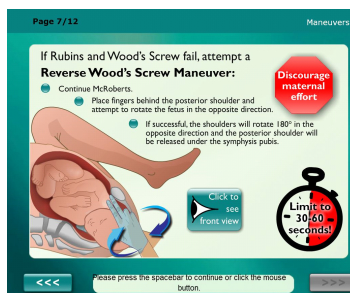 Page 7/12
Maneuvers
If Rubins and Wood's Screw fail, attempt a
Reverse Wood's Screw Maneuver:
Continue McRoberts.
Place fingers behind the posterior shoulder and
attempt to rotate the fetus in the opposite direction.
If successful, the shoulders will rotate 180° in the
opposite direction and the posterior shoulder will
be released under the symphysis pubis.
Discourage
maternal
effort
Click to
see
front view
Limit to
30-60
seconds!
<<<
Please press the spacebar to continue or click the mouse
button.
>>>